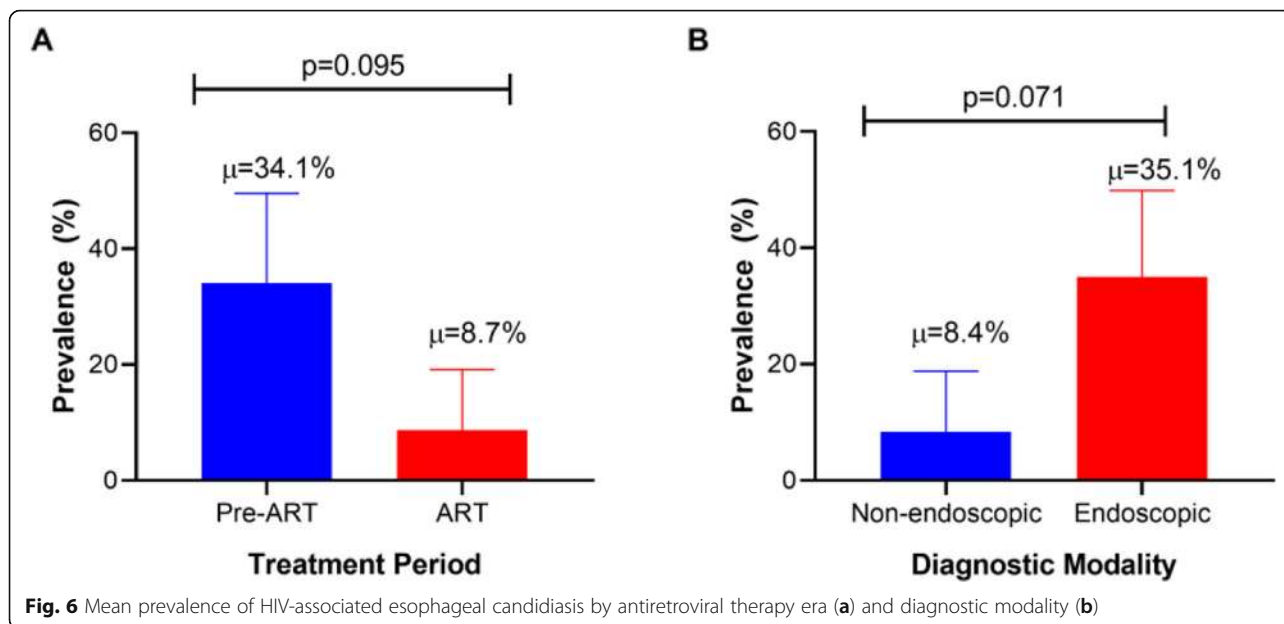 A
p=0.095
60
μ=34.1%
40
μ=8.7%
20
0
Prevalence (%)
Pre-ART ART
Treatment Period
B
p=0.071
60
μ=35.1%
40
μ=8.4%
20
0
Prevalence (%)
Non-endoscopic Endoscopic
Diagnostic Modality
Fig. 6 Mean prevalence of HIV-associated esophageal candidiasis by antiretroviral therapy era (a) and diagnostic modality (b)